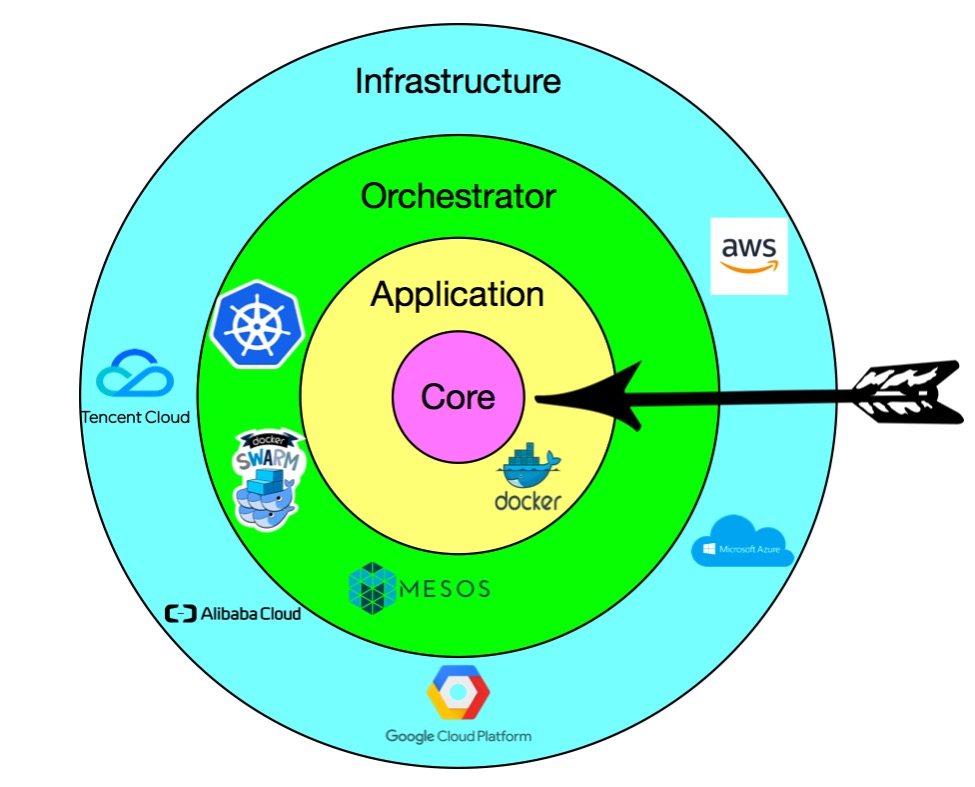 Infrastructure
Orchestrator
aws
Application
Tencent Cloud
Core
docker
SWARM
docker
Microsoft Azure
MESOS
Alibaba Cloud
Google Cloud Platform